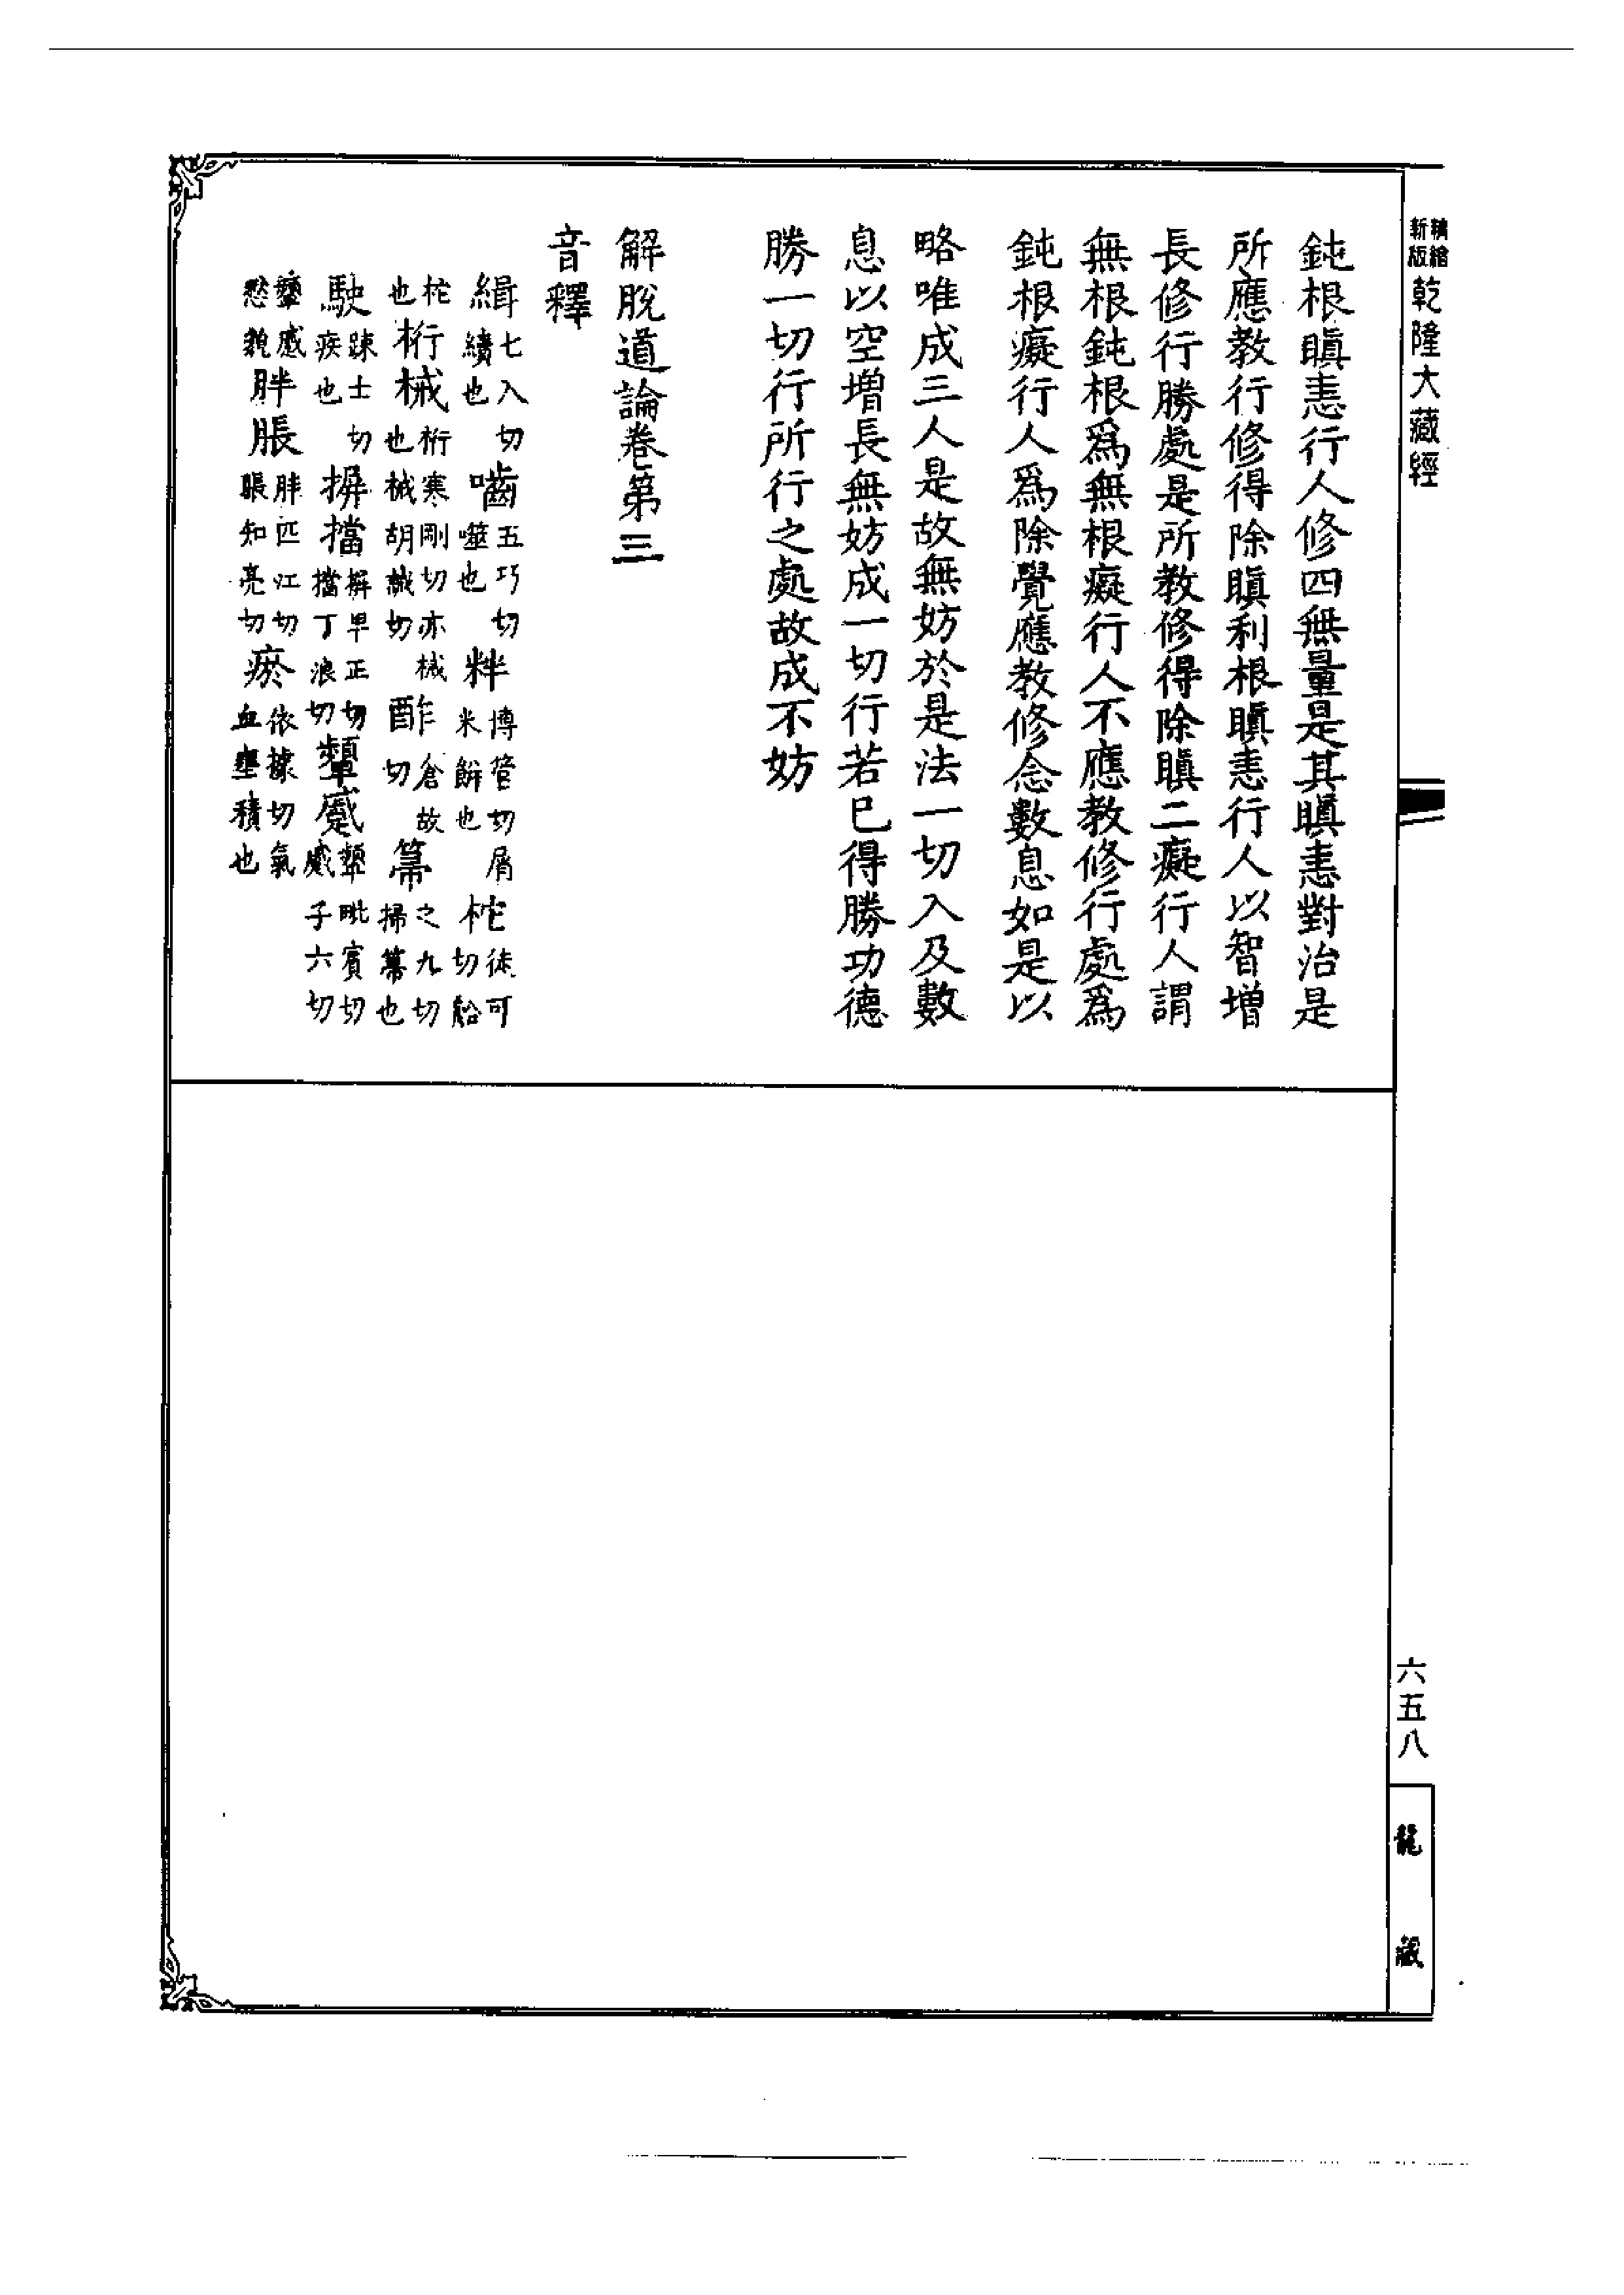 精繪
新版
乾隆大藏經
鈍根瞋恚行人修四無量是其瞋恚對治是
所應教行修得除瞋利根瞋恚行人以智增
長修行勝處是所教修得除瞋二癡行人謂
無根鈍根爲無根癡行人不應教修行處爲
鈍根癡行人爲除覺應教修念數息如是以
略唯成三人是故無妨於是法一切入及數
息以空增長無妨成一切行若已得勝功德
勝一切行所行之處故成不妨
解脫道論卷第三
音釋
緝七入切績也 嚙五巧切噬也 粄博管切屑米餅也 柁徒可切船
柁也 桁械桁寒剛切亦械也械胡誡切 酢倉故切 箒之九切掃箒也
駛疎士切疾也 摒擋摒卑正切擋丁浪切 顰蹙顰毗賓切蹙子六切
顰蹙愁貌 胖脹胖匹江切脹知亮切 瘀依據切氣血壅積也
六五八
龍藏